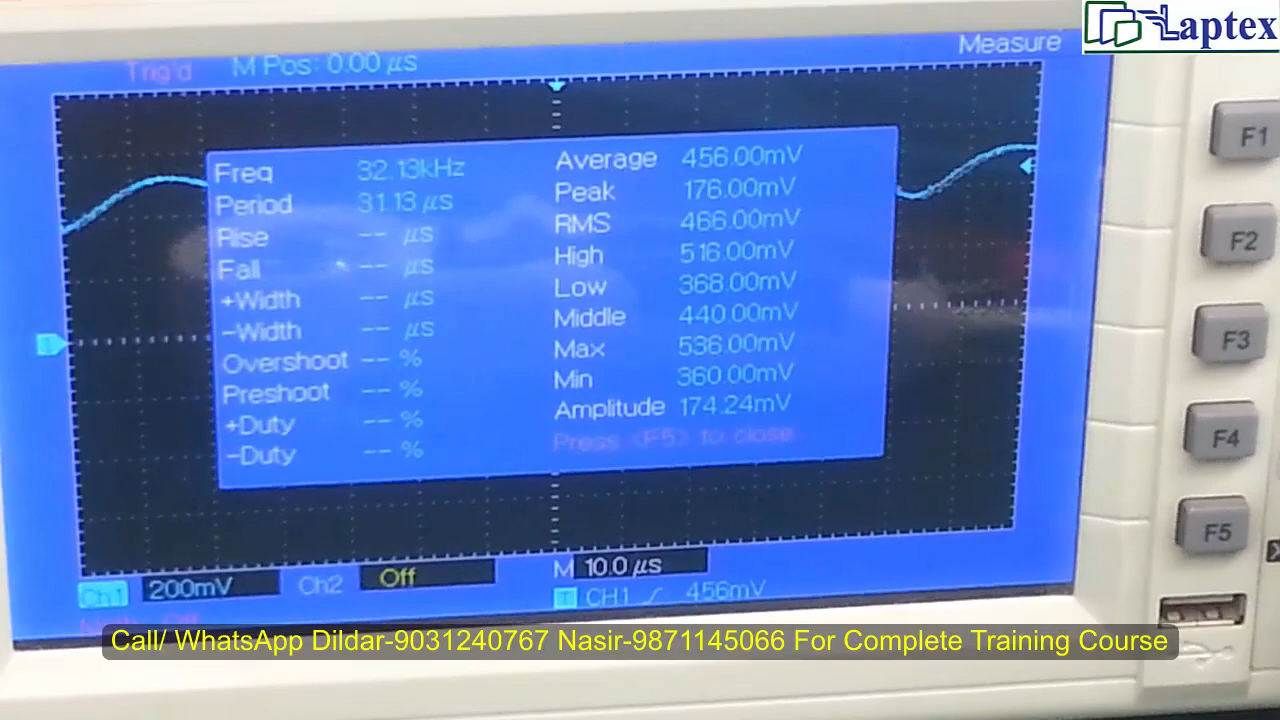 Laptex
Measure
Trig'd M Pos: 0.00 μs
Freq 32.13kHz
Period 31.13 μs
Rise -- μs
Fall -- μs
+Width -- μs
-Width -- μs
Overshoot -- %
Preshoot -- %
+Duty -- %
-Duty -- %
Average 456.00mV
Peak 176.00mV
RMS 466.00mV
High 516.00mV
Low 368.00mV
Middle 440.00mV
Max 536.00mV
Min 360.00mV
Amplitude 174.24mV
Press <F5> to close.
F1
F2
F3
F4
F5
Ch1 200mV Ch2 Off M 10.0 μs
T CH1 456mV
Off
Call/ WhatsApp Dildar-9031240767 Nasir-9871145066 For Complete Training Course